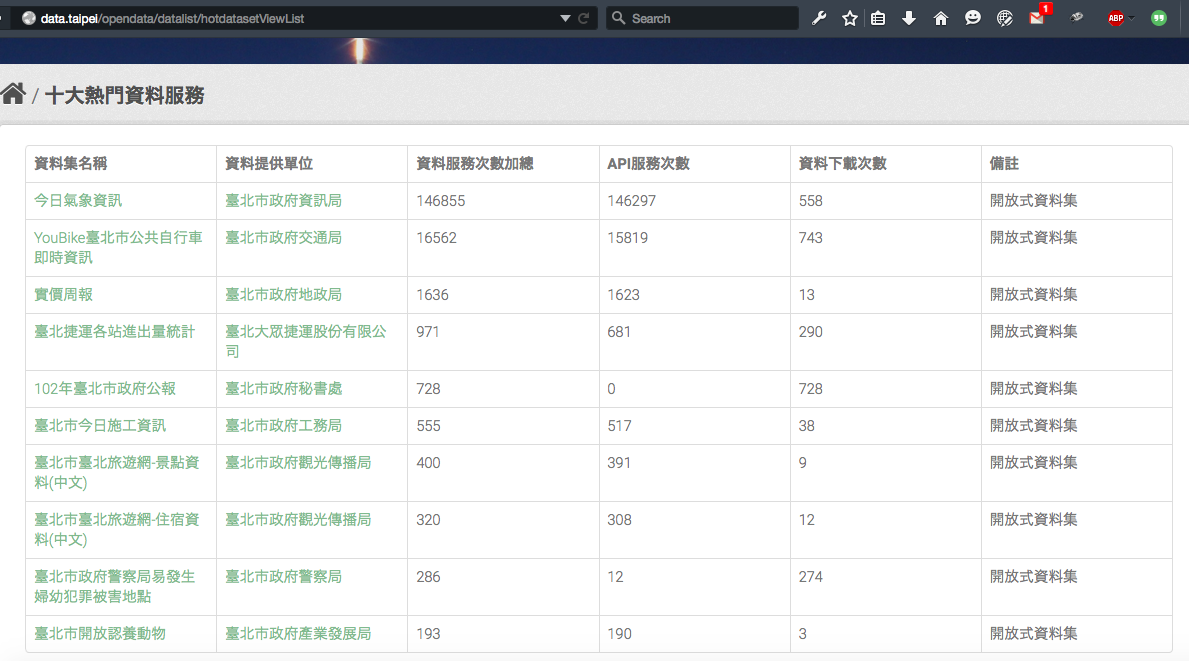 data.taipei/opendata/datalist/hotdatasetViewList
Search
1
ABP
/ 十大熱門資料服務
資料集名稱 資料提供單位 資料服務次數加總 API服務次數 資料下載次數 備註
今日氣象資訊 臺北市政府資訊局 146855 146297 558 開放式資料集
YouBike臺北市公共自行車 臺北市政府交通局 16562 15819 743 開放式資料集
即時資訊
實價周報 臺北市政府地政局 1636 1623 13 開放式資料集
臺北捷運各站進出量統計 臺北大眾捷運股份有限公 971 681 290 開放式資料集
司
102年臺北市政府公報 臺北市政府秘書處 728 0 728 開放式資料集
臺北市今日施工資訊 臺北市政府工務局 555 517 38 開放式資料集
臺北市臺北旅遊網-景點資 臺北市政府觀光傳播局 400 391 9 開放式資料集
料(中文)
臺北市臺北旅遊網-住宿資 臺北市政府觀光傳播局 320 308 12 開放式資料集
料(中文)
臺北市政府警察局易發生 臺北市政府警察局 286 12 274 開放式資料集
婦幼犯罪被害地點
臺北市開放認養動物 臺北市政府產業發展局 193 190 3 開放式資料集